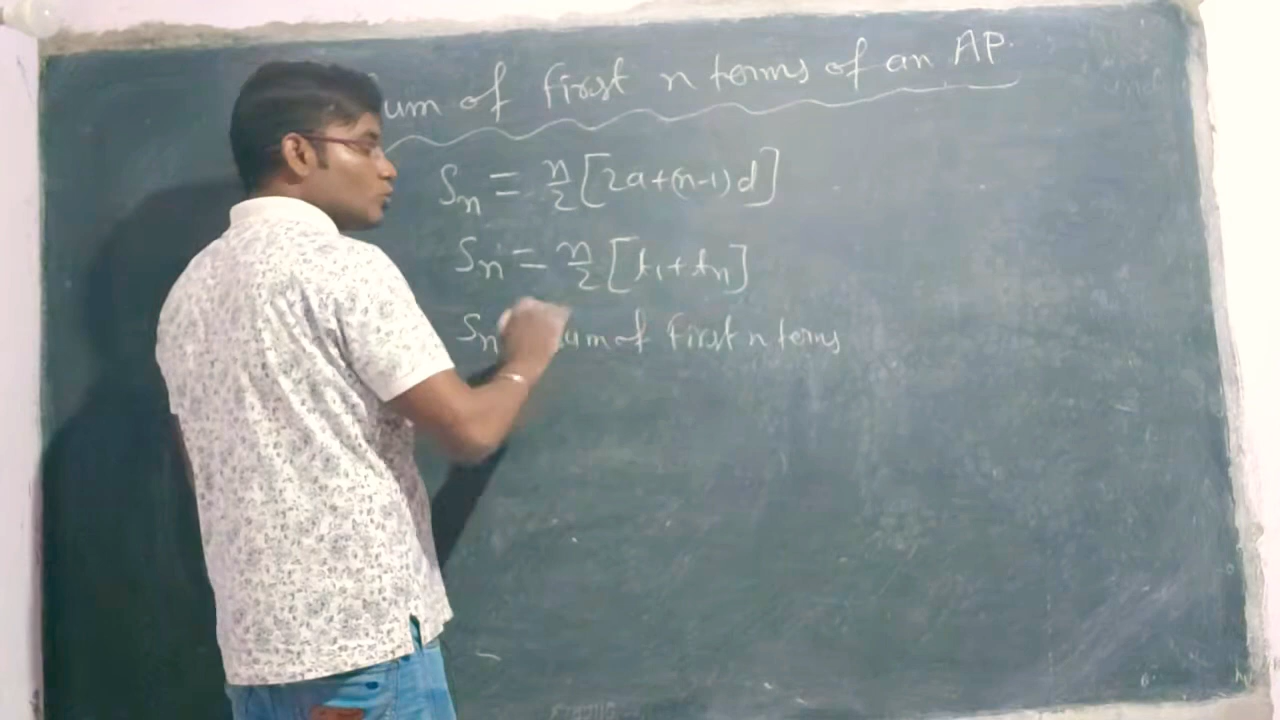 um of first n terms of an AP.
Sn = n/2 [2a+(n-1)d]
Sn = n/2 [t1+tn]
Sn um of first n terms